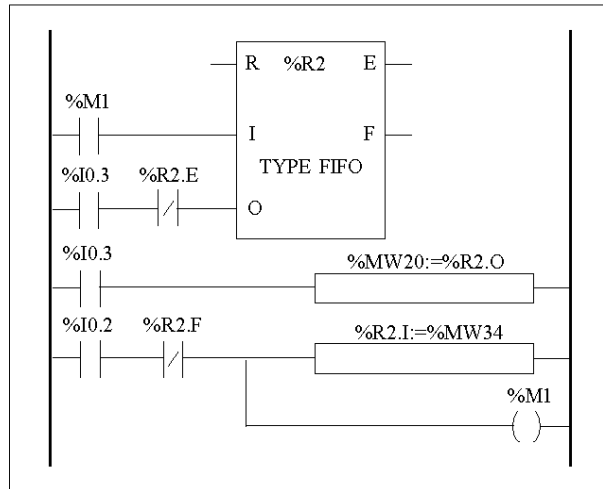 R %R2 E
%M1
I F
TYPE FIFO
%I0.3 %R2.E
O
%I0.3 %MW20:=%R2.O
%I0.2 %R2.F %R2.I:=%MW34
%M1